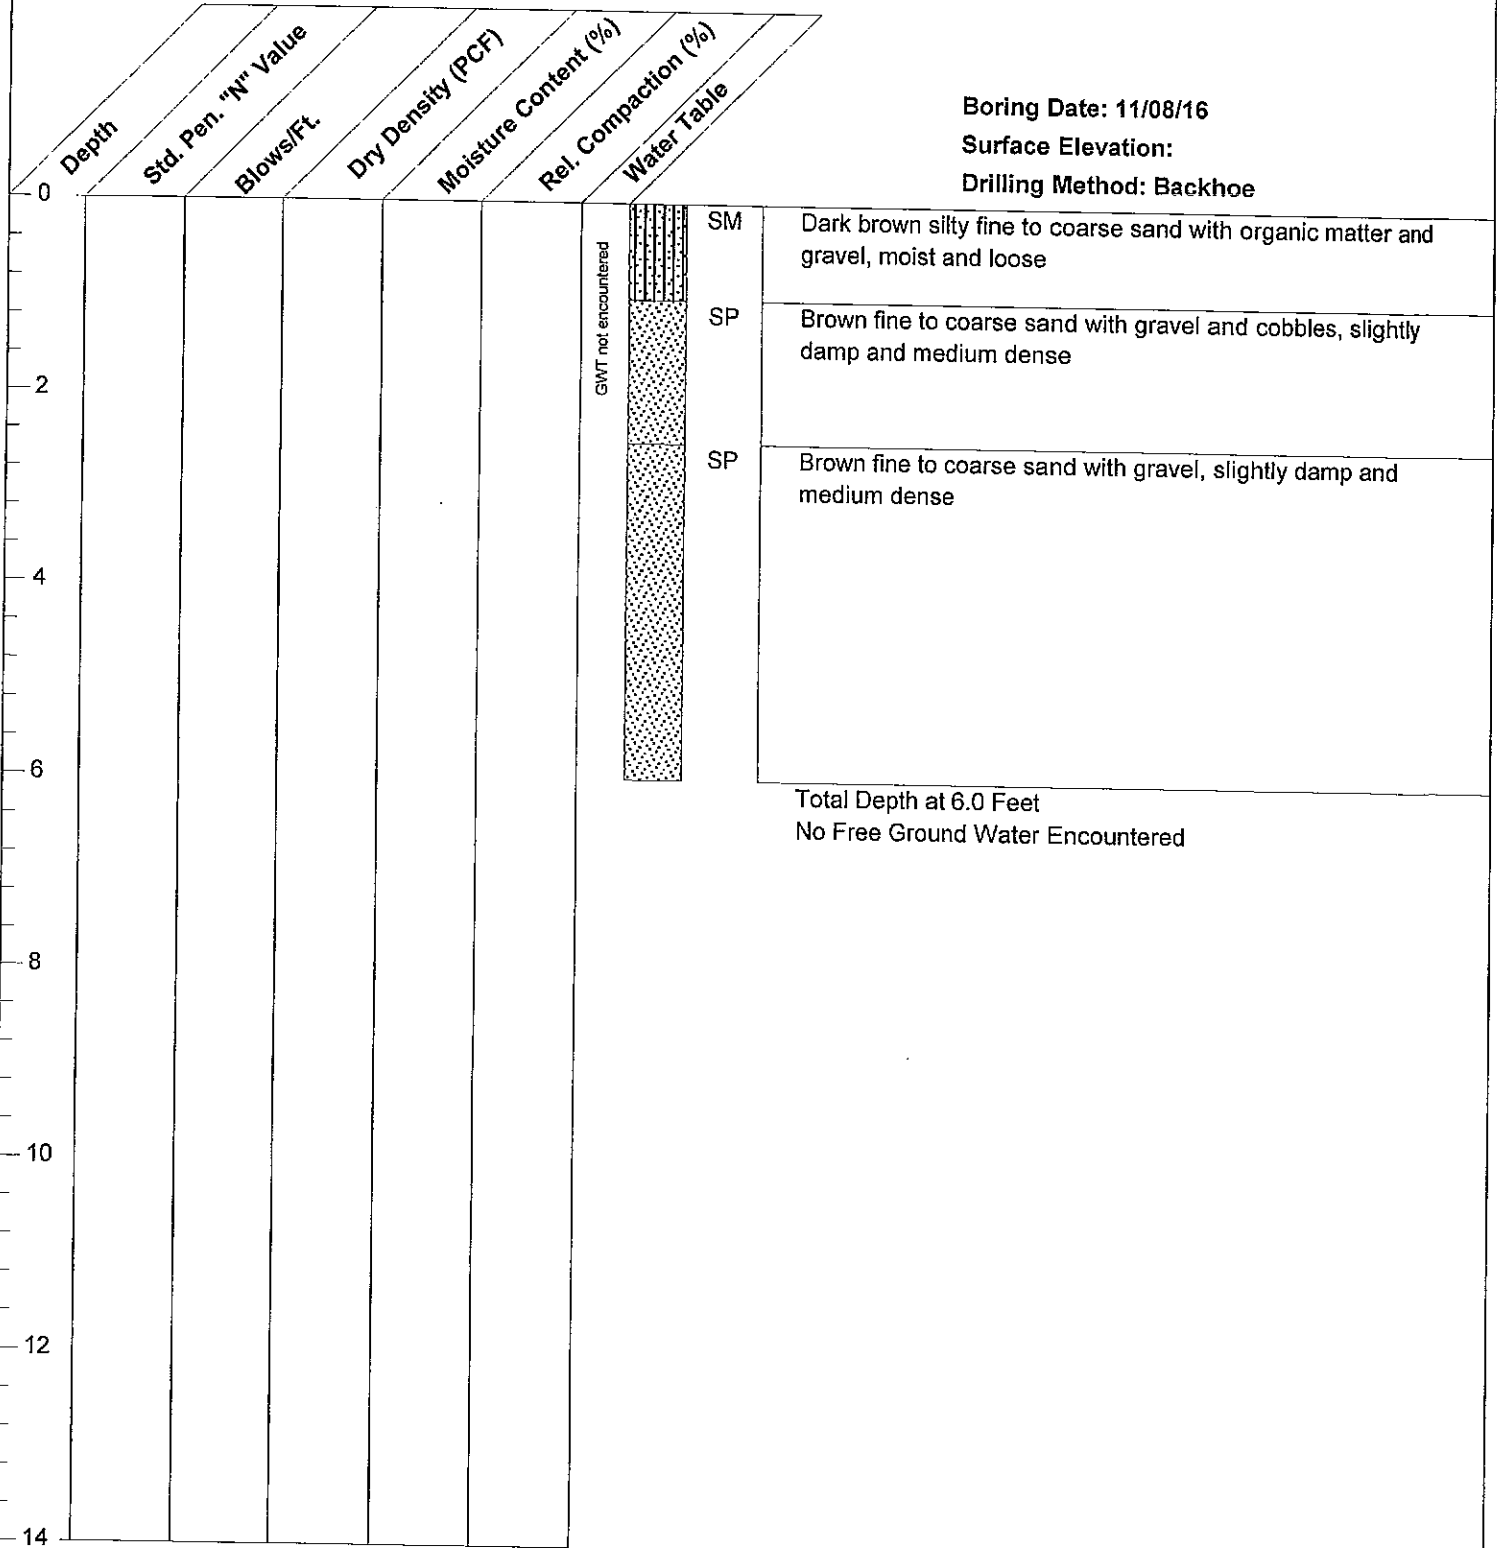 Depth
Std. Pen. "N" Value
Blows/Ft.
Dry Density (PCF)
Moisture Content (%)
Rel. Compaction (%)
Water Table
Boring Date: 11/08/16
Surface Elevation:
Drilling Method: Backhoe
0
GWT not encountered
SM
Dark brown silty fine to coarse sand with organic matter and
gravel, moist and loose
SP
Brown fine to coarse sand with gravel and cobbles, slightly
damp and medium dense
2
SP
Brown fine to coarse sand with gravel, slightly damp and
medium dense
4
6
Total Depth at 6.0 Feet
No Free Ground Water Encountered
8
10
12
14